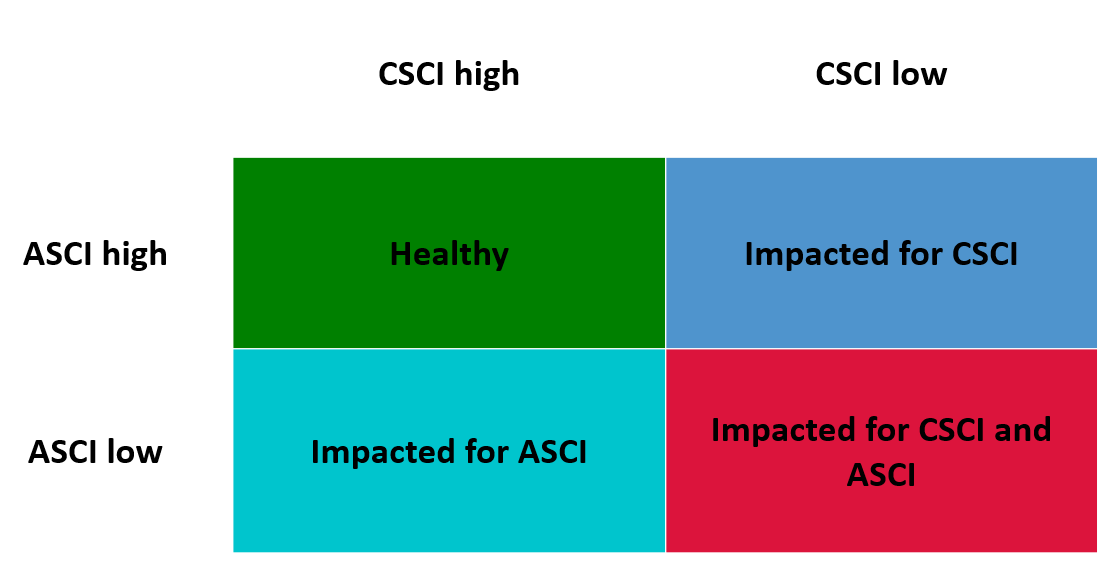 CSCI high
CSCI low
ASCI high
Healthy
Impacted for CSCI
ASCI low
Impacted for ASCI
Impacted for CSCI and
ASCI